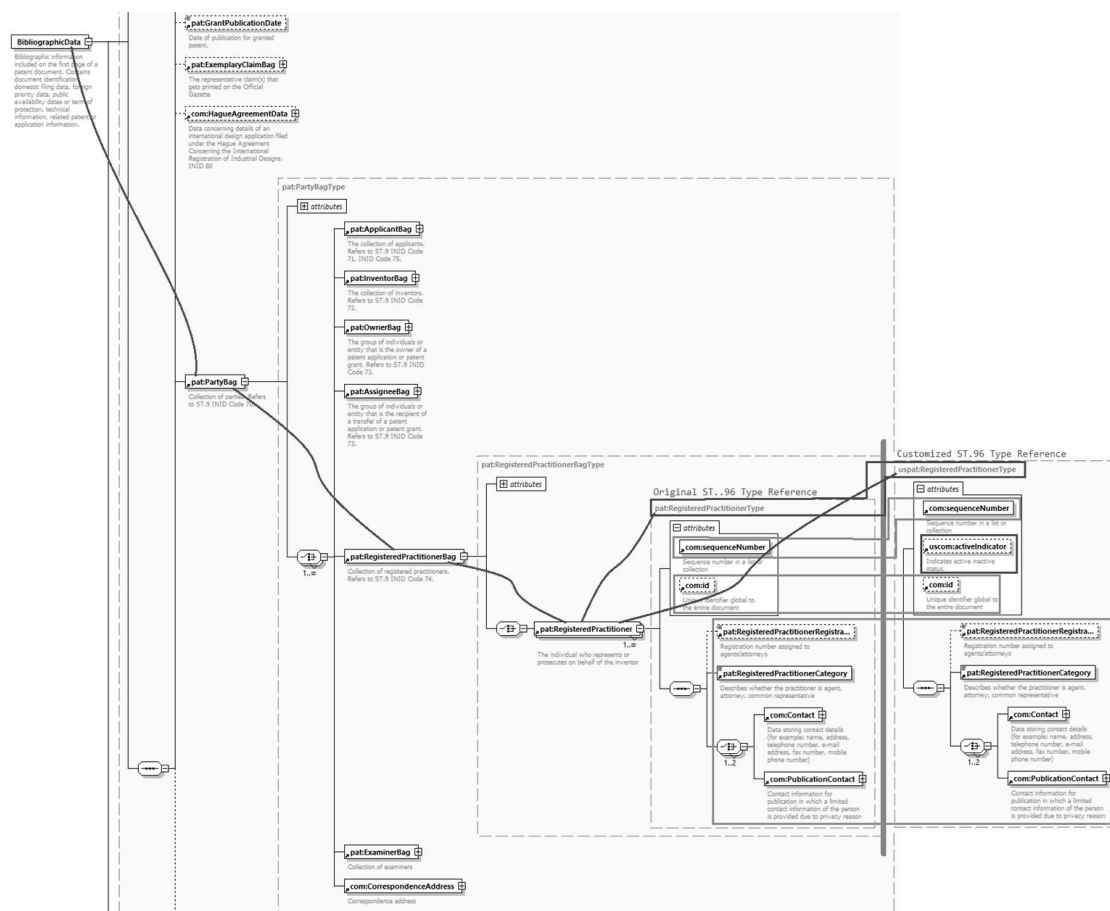 pat:GrantPublicationDate
Date of publication for granted
patent.
BibliographicData
Bibliographic information
included on the first page of a
patent document. Contains
document identification,
domestic filing data, foreign
priority data, public
availability dates or term of
protection, technical
information, related patent or
application information.
pat:ExemplaryClaimBag
The representative claim(s) that
gets printed on the Official
Gazette
com:HagueAgreementData
Data concerning details of an
international design application filed
under the Hague Agreement
Concerning the International
Registration of Industrial Designs.
INID 80
pat:PartyBagType
attributes
pat:ApplicantBag
The collection of applicants.
Refers to ST.9 INID Code
71, INID Code 75.
pat:InventorBag
The collection of inventors.
Refers to ST.9 INID Code
72.
pat:OwnerBag
The group of individuals or
entity that is the owner of a
patent application or patent
grant. Refers to ST.9 INID
Code 73.
pat:PartyBag
Collection of parties. Refers
to ST.9 INID Code 70.
pat:AssigneeBag
The group of individuals or
entity that is the recipient of
a transfer of a patent
application or patent grant.
Refers to ST.9 INID Code
73.
pat:RegisteredPractitionerBagType
attributes
pat:RegisteredPractitionerBag
Collection of registered practitioners.
Refers to ST.9 INID Code 74.
1..∞
pat:RegisteredPractitioner
1..∞
The individual who represents or
prosecutes on behalf of the inventor
Original ST..96 Type Reference
pat:RegisteredPractitionerType
attributes
com:sequenceNumber
Sequence number in a list or
collection
com:id
Unique identifier global to
the entire document
pat:RegisteredPractitionerRegistra...
Registration number assigned to
agents/attorneys
pat:RegisteredPractitionerCategory
Describes whether the practitioner is agent,
attorney, common representative
com:Contact
Data storing contact details
(for example: name, address,
telephone number, e-mail
address, fax number, mobile
phone number)
1..2
com:PublicationContact
Contact information for
publication in which a limited
contact information of the person
is provided due to privacy reason
Customized ST.96 Type Reference
uspat:RegisteredPractitionerType
attributes
com:sequenceNumber
Sequence number in a list or
collection
uscom:activeIndicator
Indicates active inactive
status.
com:id
Unique identifier global to
the entire document
pat:RegisteredPractitionerRegistra...
Registration number assigned to
agents/attorneys
pat:RegisteredPractitionerCategory
Describes whether the practitioner is agent,
attorney, common representative
com:Contact
Data storing contact details
(for example: name, address,
telephone number, e-mail
address, fax number, mobile
phone number)
1..2
com:PublicationContact
Contact information for
publication in which a limited
contact information of the person
is provided due to privacy reason
pat:ExaminerBag
Collection of examiners
com:CorrespondenceAddress
Correspondence address